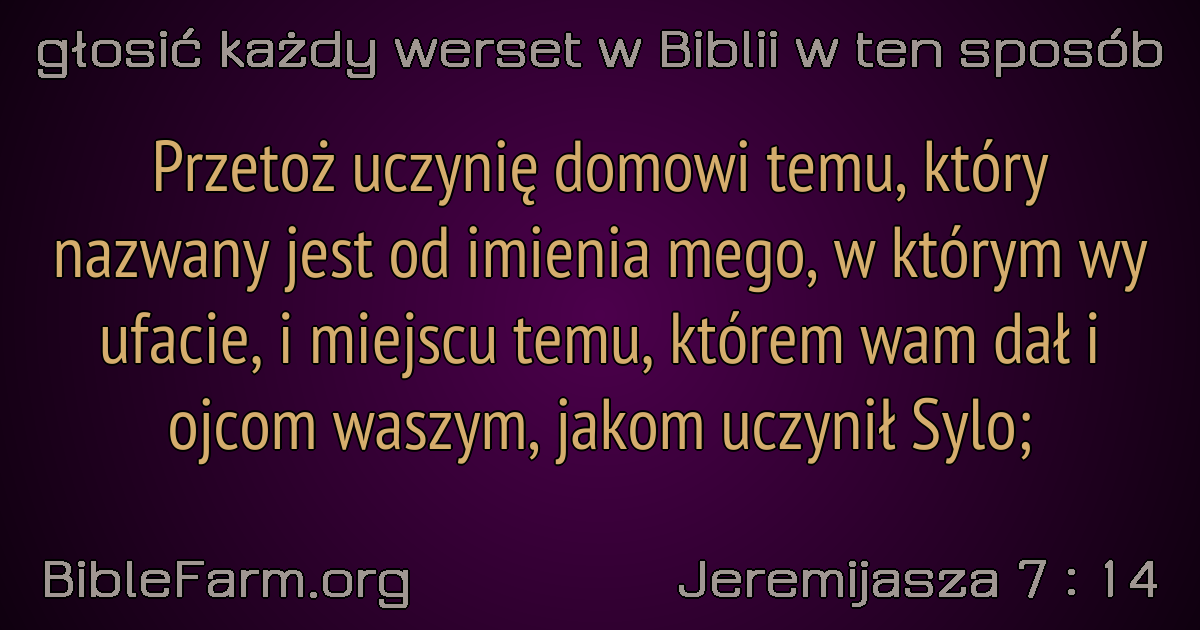 głosić każdy werset w Biblii w ten sposób
Przetoż uczynię domowi temu, który
nazwany jest od imienia mego, w którym wy
ufacie, i miejscu temu, którem wam dał i
ojcom waszym, jakom uczynił Sylo;
BibleFarm.org
Jeremijasza 7 : 14